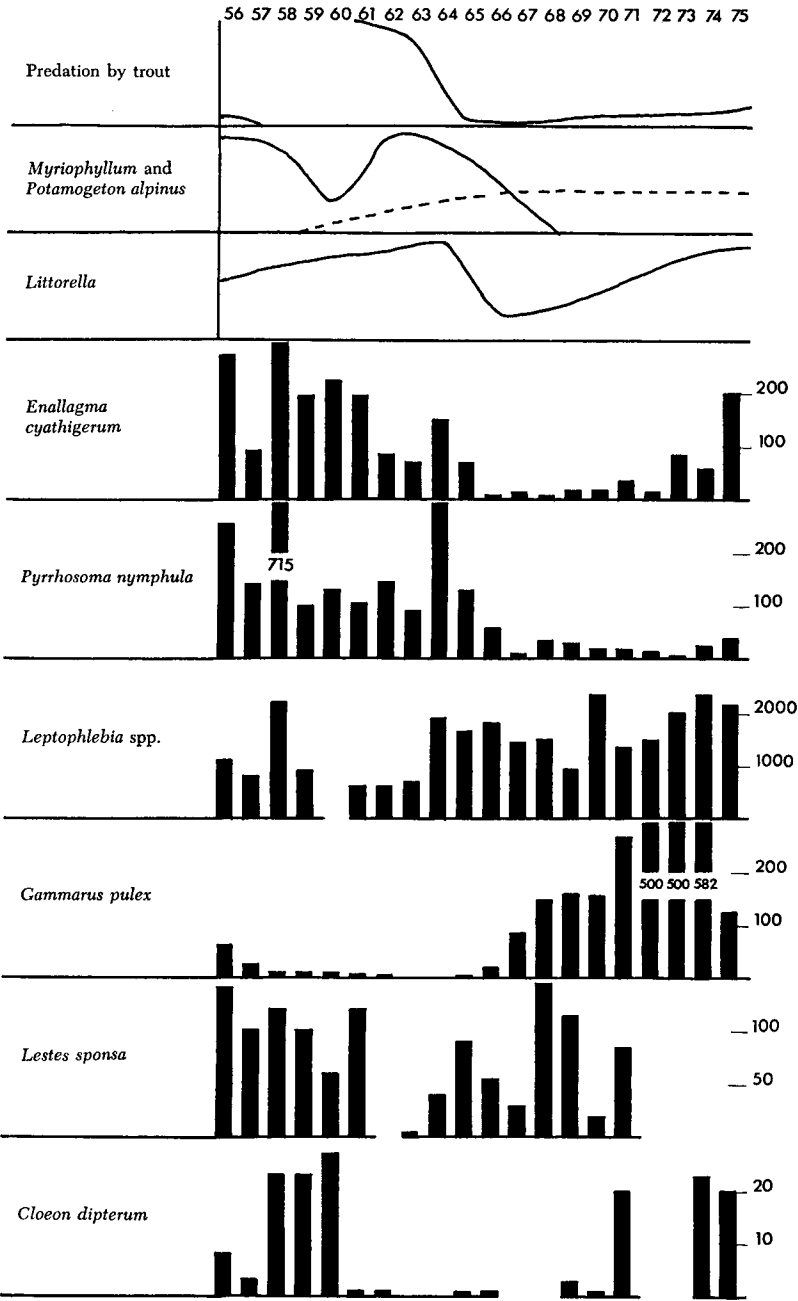 56 57 58 59 60 61 62 63 64 65 66 67 68 69 70 71 72 73 74 75
Predation by trout
Myriophyllum and
Potamogeton alpinus
Littorella
Enallagma
cyathigerum
200
100
Pyrrhosoma nymphula
715
200
100
Leptophlebia spp.
2000
1000
Gammarus pulex
200
500 500 582
100
Lestes sponsa
100
50
Cloeon dipterum
20
10